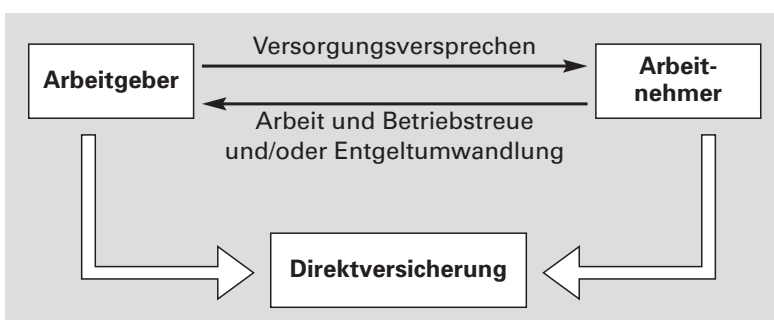 Versorgungsversprechen
Arbeitgeber
Arbeit-
nehmer
Arbeit und Betriebstreue
und/oder Entgeltumwandlung
Direktversicherung